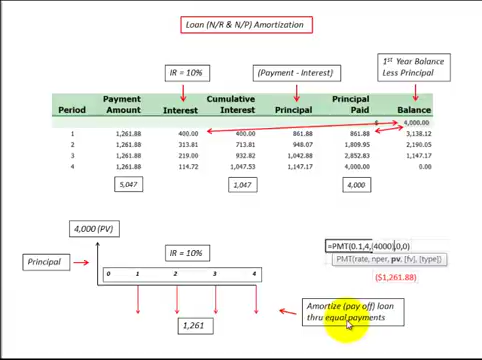 Loan (N/R & N/P) Amortization
1st Year Balance
Less Principal
IR = 10%
(Payment - Interest)
Payment Cumulative Principal
Period Amount Interest Interest Principal Paid Balance
$ 4,000.00
1 1,261.88 400.00 400.00 861.88 861.88 3,138.12
2 1,261.88 313.81 713.81 948.07 1,809.95 2,190.05
3 1,261.88 219.00 932.82 1,042.88 2,852.83 1,147.17
4 1,261.88 114.72 1,047.53 1,147.17 4,000.00 0.00
5,047 1,047 4,000
4,000 (PV)
Principal
IR = 10%
0 1 2 3 4
1,261
=PMT(0.1,4,(4000),0,0)
PMT(rate, nper, pv, [fv], [type])
($1,261.88)
Amortize (pay off) loan
thru equal payments